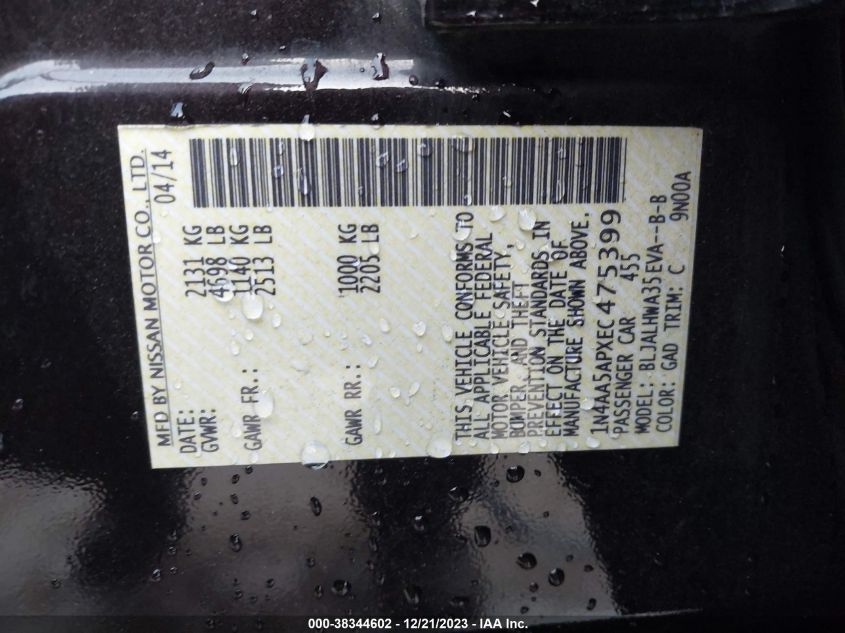 MFD BY NISSAN MOTOR CO., LTD.
DATE: 04/14
GVWR: 2131 KG
4698 LB
GAWR FR.: 1140 KG
2513 LB
GAWR RR.: 1000 KG
2205 LB
THIS VEHICLE CONFORMS TO
ALL APPLICABLE FEDERAL
MOTOR VEHICLE SAFETY,
BUMPER, AND THEFT
PREVENTION STANDARDS IN
EFFECT ON THE DATE OF
MANUFACTURE SHOWN ABOVE.
1N4AA5APXEC475399
PASSENGER CAR 455
MODEL: BLJALHWA35EVA--B-B
COLOR: GAD TRIM: C 9N00A
000-38344602 - 12/21/2023 - IAA Inc.